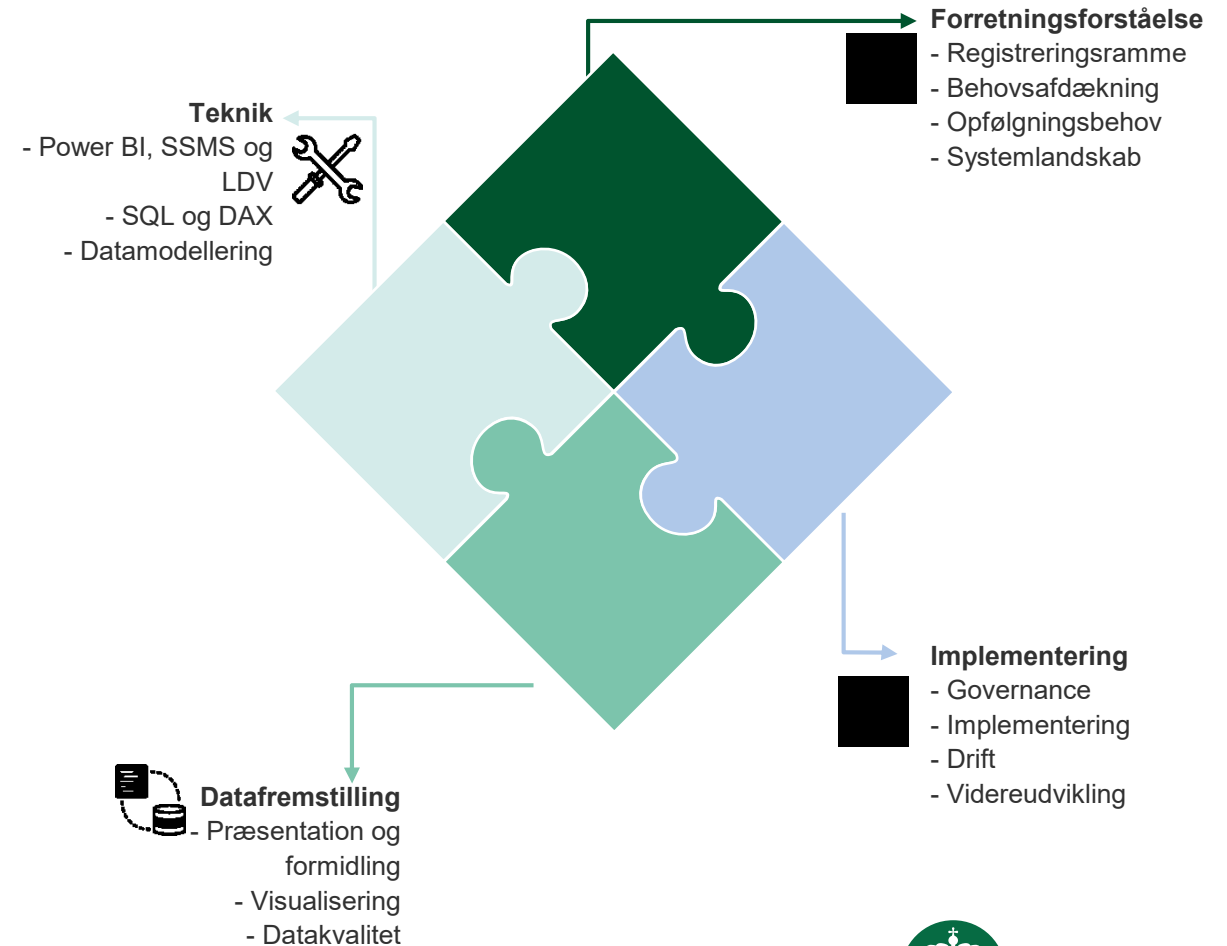 Forretningsforståelse
- Registreringsramme
- Behovsafdækning
- Opfølgningsbehov
- Systemlandskab
Teknik
- Power BI, SSMS og
LDV
- SQL og DAX
- Datamodellering
Implementering
- Governance
- Implementering
- Drift
- Videreudvikling
Datafremstilling
- Præsentation og
formidling
- Visualisering
- Datakvalitet